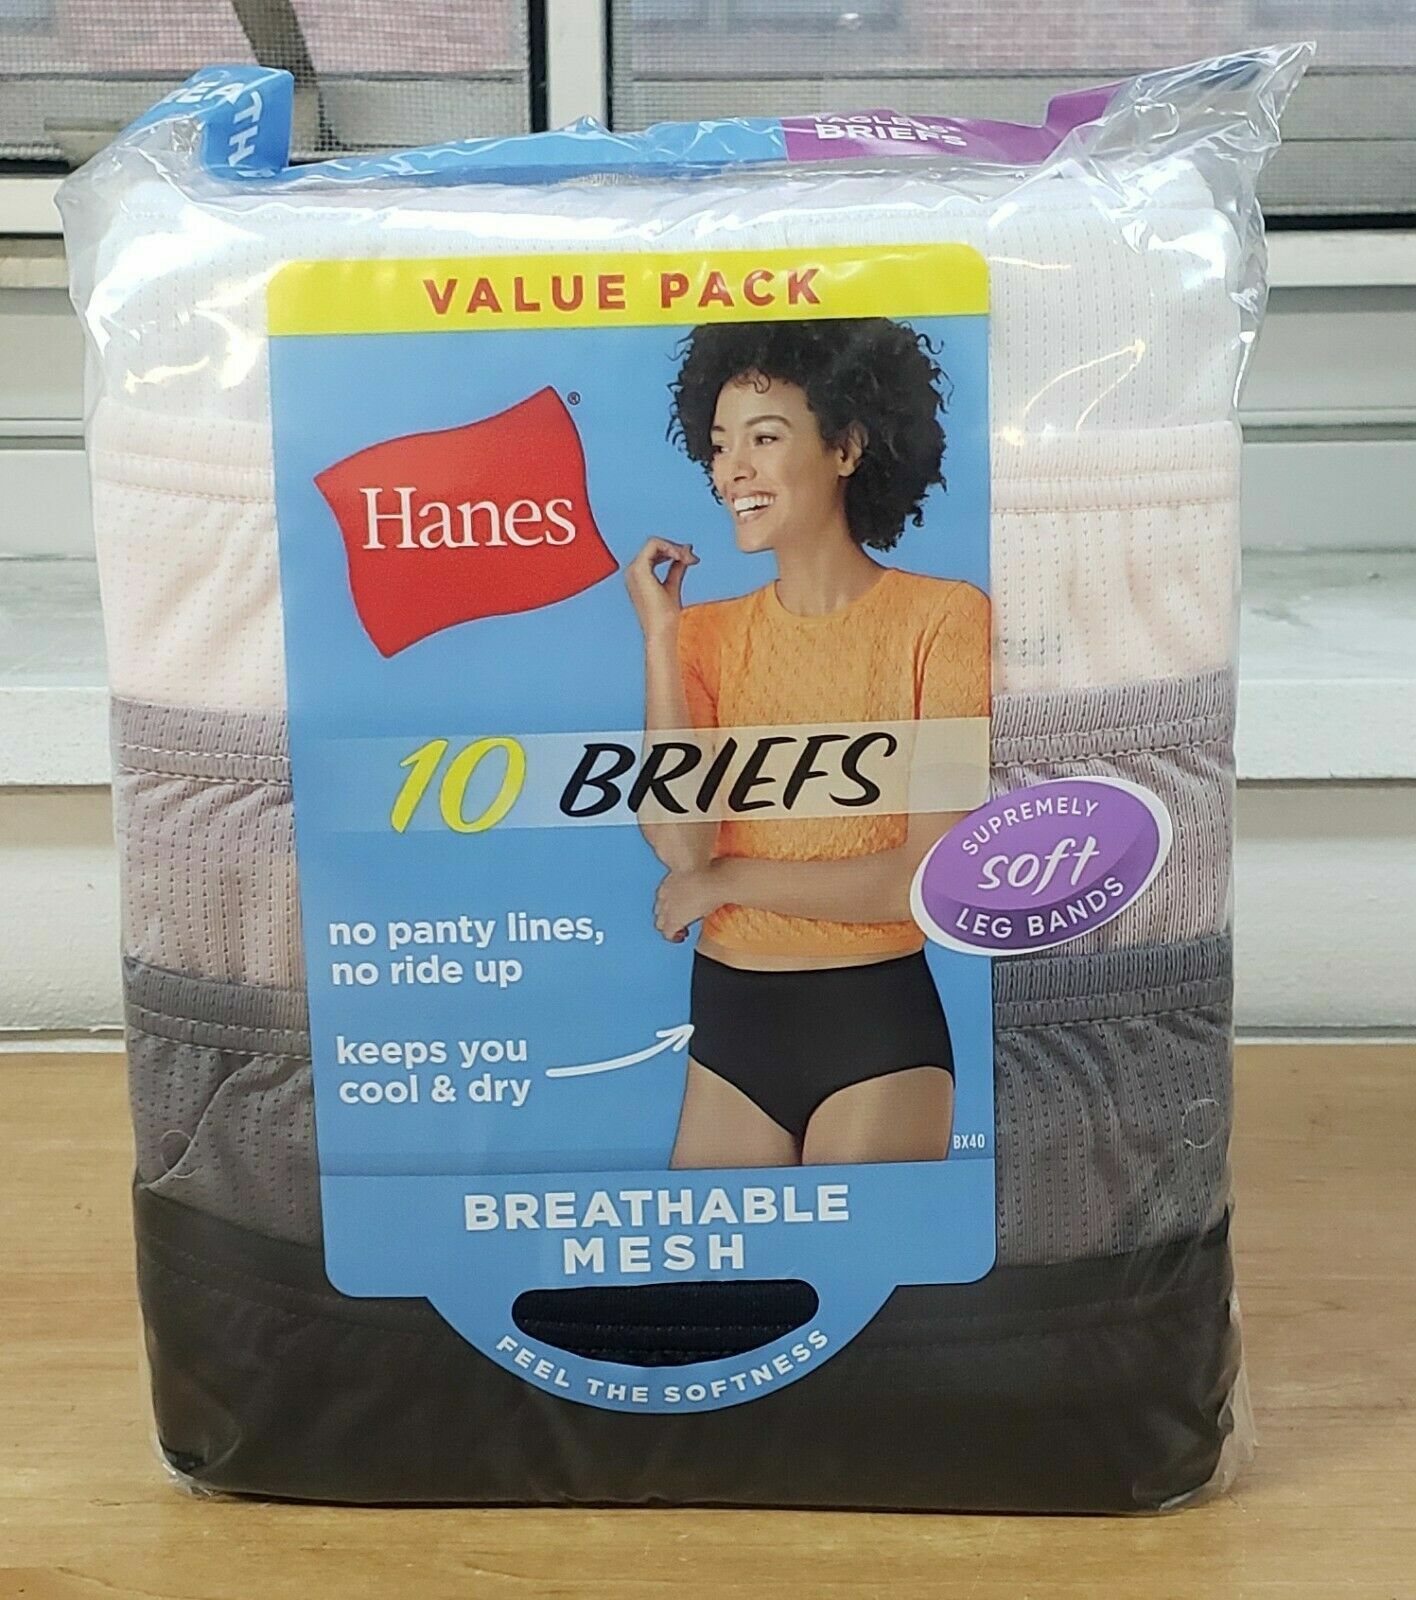 BRIEFS
VALUE PACK
Hanes®
10 BRIEFS
SUPREMELY
soft
LEG BANDS
no panty lines,
no ride up
keeps you
cool & dry
BX40
BREATHABLE
MESH
FEEL THE SOFTNESS